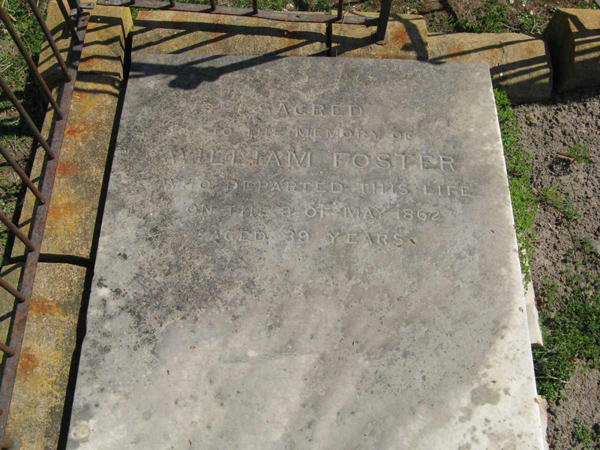 SACRED
TO THE MEMORY OF
WILLIAM FOSTER
WHO DEPARTED THIS LIFE
ON THE 8 OF MAY 1862
AGED 39 YEARS